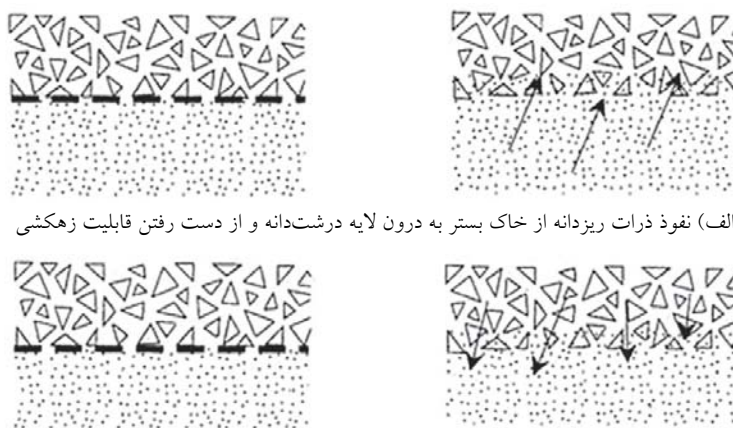 الف) نفوذ ذرات ریزدانه از خاک بستر به درون لایه درشت‌دانه و از دست رفتن قابلیت زهکشی